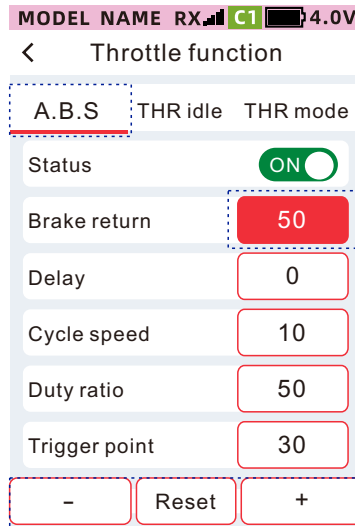 MODEL NAME RX C1 4.0V
< Throttle function
A.B.S THR idle THR mode
Status ON
Brake return 50
Delay 0
Cycle speed 10
Duty ratio 50
Trigger point 30
- Reset +